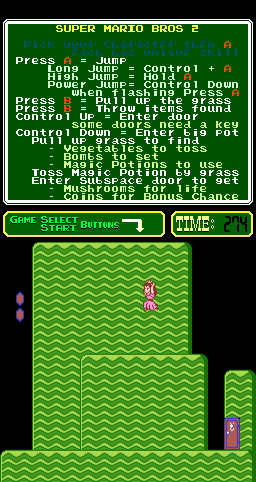 SUPER MARIO BROS 2
Pick your character then A
each has unique skill
Press A = Jump
Long Jump = Control + A
High Jump = Hold A
Power Jump= Control Down
when flashing Press A
Press B = Pull up the grass
Press B = Throw items found
Control Up = Enter door
some doors need a key
Control Down = Enter big pot
Pull up grass to find
- Vegetables to toss
- Bombs to set
- Magic Potions to use
Toss Magic Potion by grass
Enter Subspace door to get
- Mushrooms for life
- Coins for Bonus Chance
GAME SELECT
START BUTTONS
TIME: 274